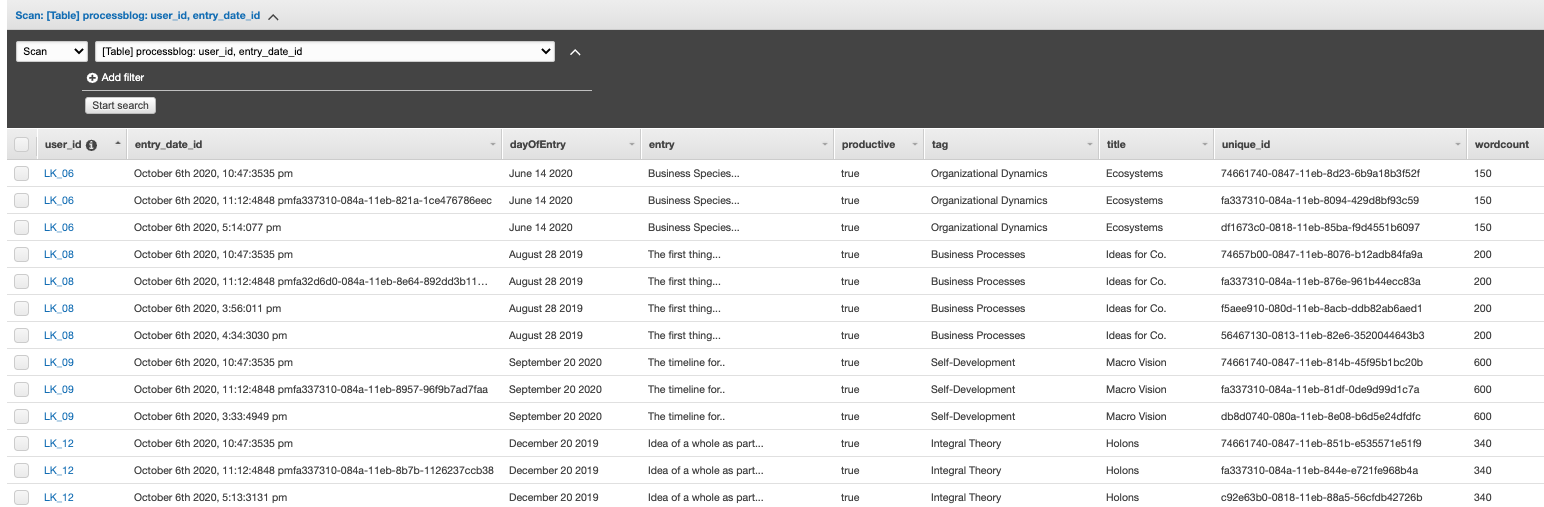 Scan: [Table] processblog: user_id, entry_date_id
Scan [Table] processblog: user_id, entry_date_id
Add filter
Start search
user_id entry_date_id dayOfEntry entry productive tag title unique_id wordcount
LK_06 October 6th 2020, 10:47:3535 pm June 14 2020 Business Species... true Organizational Dynamics Ecosystems 74661740-0847-11eb-8d23-6b9a18b3f52f 150
LK_06 October 6th 2020, 11:12:4848 pmfa337310-084a-11eb-821a-1ce476786eec June 14 2020 Business Species... true Organizational Dynamics Ecosystems fa337310-084a-11eb-8094-429d8bf93c59 150
LK_06 October 6th 2020, 5:14:077 pm June 14 2020 Business Species... true Organizational Dynamics Ecosystems df1673c0-0818-11eb-85ba-f9d4551b6097 150
LK_08 October 6th 2020, 10:47:3535 pm August 28 2019 The first thing... true Business Processes Ideas for Co. 74657b00-0847-11eb-8076-b12adb84fa9a 200
LK_08 October 6th 2020, 11:12:4848 pmfa32d6d0-084a-11eb-8e64-892dd3b11... August 28 2019 The first thing... true Business Processes Ideas for Co. fa337310-084a-11eb-876e-961b44ecc83a 200
LK_08 October 6th 2020, 3:56:011 pm August 28 2019 The first thing... true Business Processes Ideas for Co. f5aee910-080d-11eb-8acb-ddb82ab6aed1 200
LK_08 October 6th 2020, 4:34:3030 pm August 28 2019 The first thing... true Business Processes Ideas for Co. 56467130-0813-11eb-82e6-3520044643b3 200
LK_09 October 6th 2020, 10:47:3535 pm September 20 2020 The timeline for.. true Self-Development Macro Vision 74661740-0847-11eb-814b-45f95b1bc20b 600
LK_09 October 6th 2020, 11:12:4848 pmfa337310-084a-11eb-8957-96f9b7ad7faa September 20 2020 The timeline for.. true Self-Development Macro Vision fa337310-084a-11eb-81df-0de9d99d1c7a 600
LK_09 October 6th 2020, 3:33:4949 pm September 20 2020 The timeline for.. true Self-Development Macro Vision db8d0740-080a-11eb-8e08-b6d5e24dfdfc 600
LK_12 October 6th 2020, 10:47:3535 pm December 20 2019 Idea of a whole as part... true Integral Theory Holons 74661740-0847-11eb-851b-e535571e51f9 340
LK_12 October 6th 2020, 11:12:4848 pmfa337310-084a-11eb-8b7b-1126237ccb38 December 20 2019 Idea of a whole as part... true Integral Theory Holons fa337310-084a-11eb-844e-e721fe968b4a 340
LK_12 October 6th 2020, 5:13:3131 pm December 20 2019 Idea of a whole as part... true Integral Theory Holons c92e63b0-0818-11eb-88a5-56cfdb42726b 340